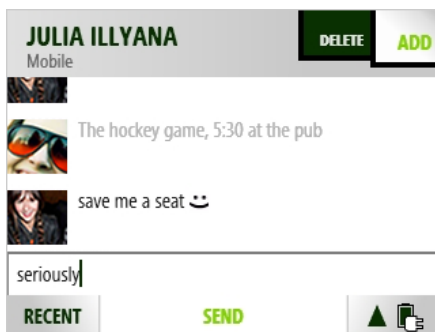 JULIA ILLYANA
DELETE
ADD
Mobile
The hockey game, 5:30 at the pub
save me a seat
seriously
RECENT
SEND